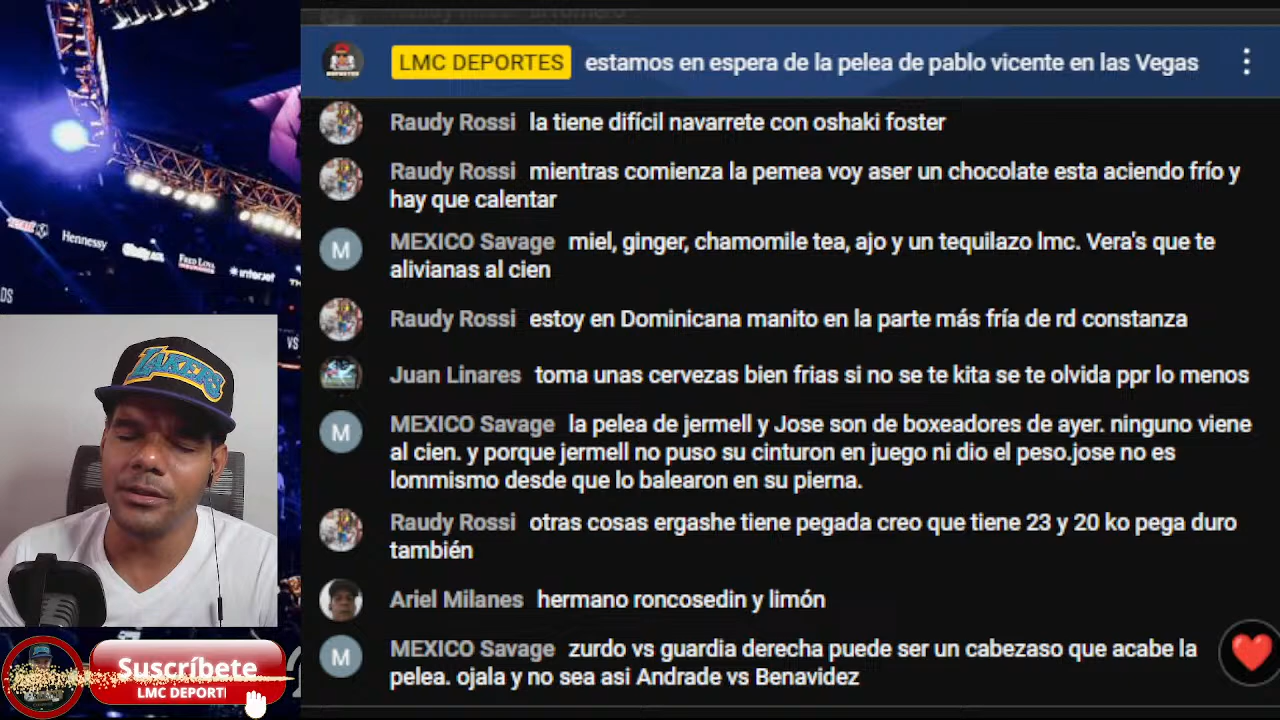 LMC DEPORTES estamos en espera de la pelea de pablo vicente en las Vegas
Raudy Rossi la tiene difícil navarrete con oshaki foster
Raudy Rossi mientras comienza la pemea voy aser un chocolate esta aciendo frío y
hay que calentar
MEXICO Savage miel, ginger, chamomile tea, ajo y un tequilazo lmc. Vera's que te
alivianas al cien
Raudy Rossi estoy en Dominicana manito en la parte más fría de rd constanza
Juan Linares toma unas cervezas bien frias si no se te kita se te olvida ppr lo menos
MEXICO Savage la pelea de jermell y Jose son de boxeadores de ayer. ninguno viene
al cien. y porque jermell no puso su cinturon en juego ni dio el peso.jose no es
lommismo desde que lo balearon en su pierna.
Raudy Rossi otras cosas ergashe tiene pegada creo que tiene 23 y 20 ko pega duro
también
Ariel Milanes hermano roncosedin y limón
MEXICO Savage zurdo vs guardia derecha puede ser un cabezaso que acabe la
pelea. ojala y no sea asi Andrade vs Benavidez
M
M
M
M
Hennessy
interjet
VS
LAKERS
Suscríbete
LMC DEPORT